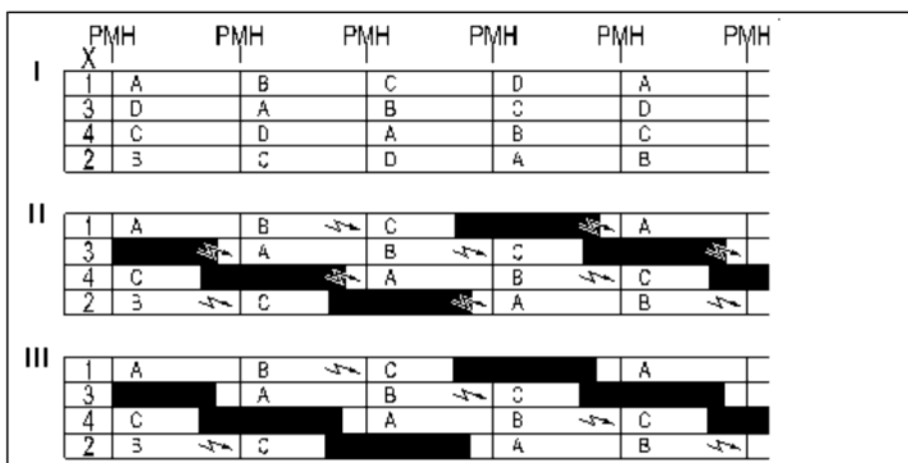 PMH PMH PMH PMH PMH PMH
X
I
1 A B C D A
3 D A B C D
4 C D A B C
2 B C D A B
II
1 A B C A
3 A B C
4 C A B C
2 B C A B
III
1 A B C A
3 A B C
4 C A B C
2 B C A B